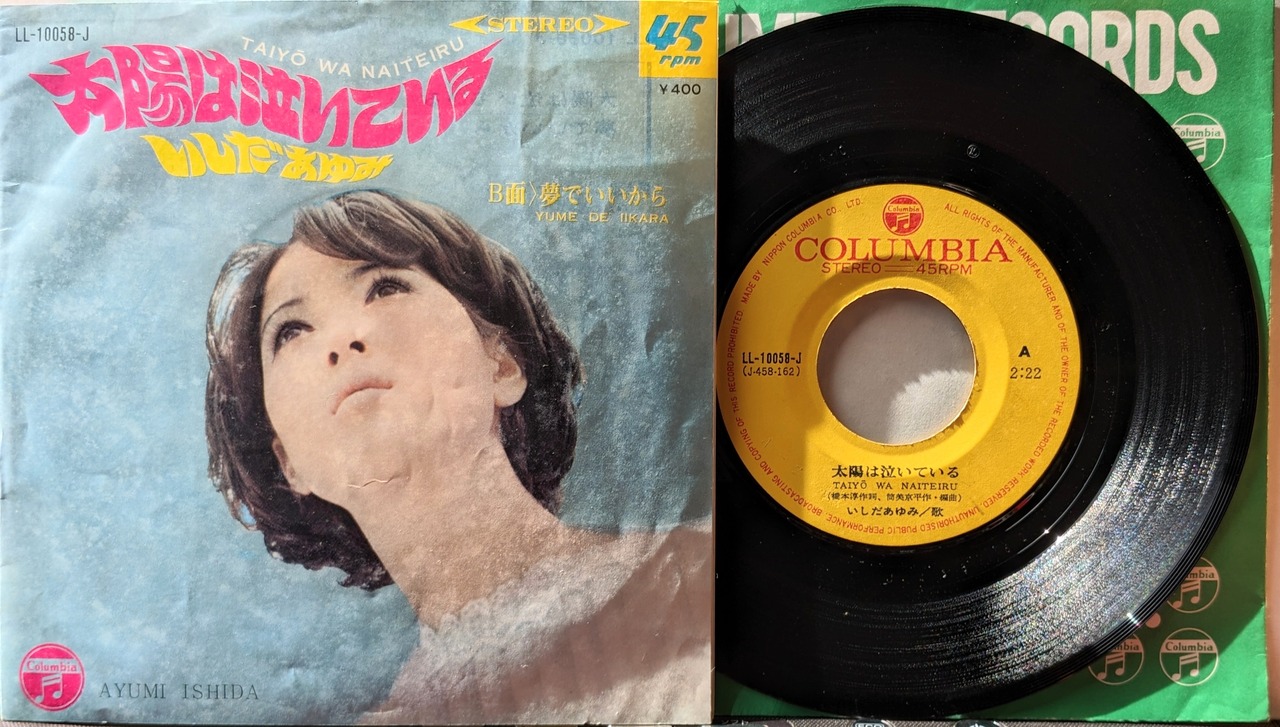 LL-10058-J
STEREO
45
rpm
¥400
TAIYŌ WA NAITEIRU
太陽は泣いている
いしだあゆみ
B面〉夢でいいから
YUME DE IIKARA
Columbia
AYUMI ISHIDA
ORDS
Columbia
Columbia
Columbia
Columbia
MADE BY NIPPON COLUMBIA CO., LTD.
ALL RIGHTS OF THE MANUFACTURER AND OF THE OWNER OF THE RECORDED WORK RESERVED. UNAUTHORISED PUBLIC PERFORMANCE BROADCASTING AND COPYING OF THIS RECORD PROHIBITED
Columbia
COLUMBIA
STEREO 45RPM
LL-10058-J
(J-458-162)
A
2:22
太陽は泣いている
TAIYŌ WA NAITEIRU
(橋本淳作詞、筒美京平作・編曲)
いしだあゆみ／歌